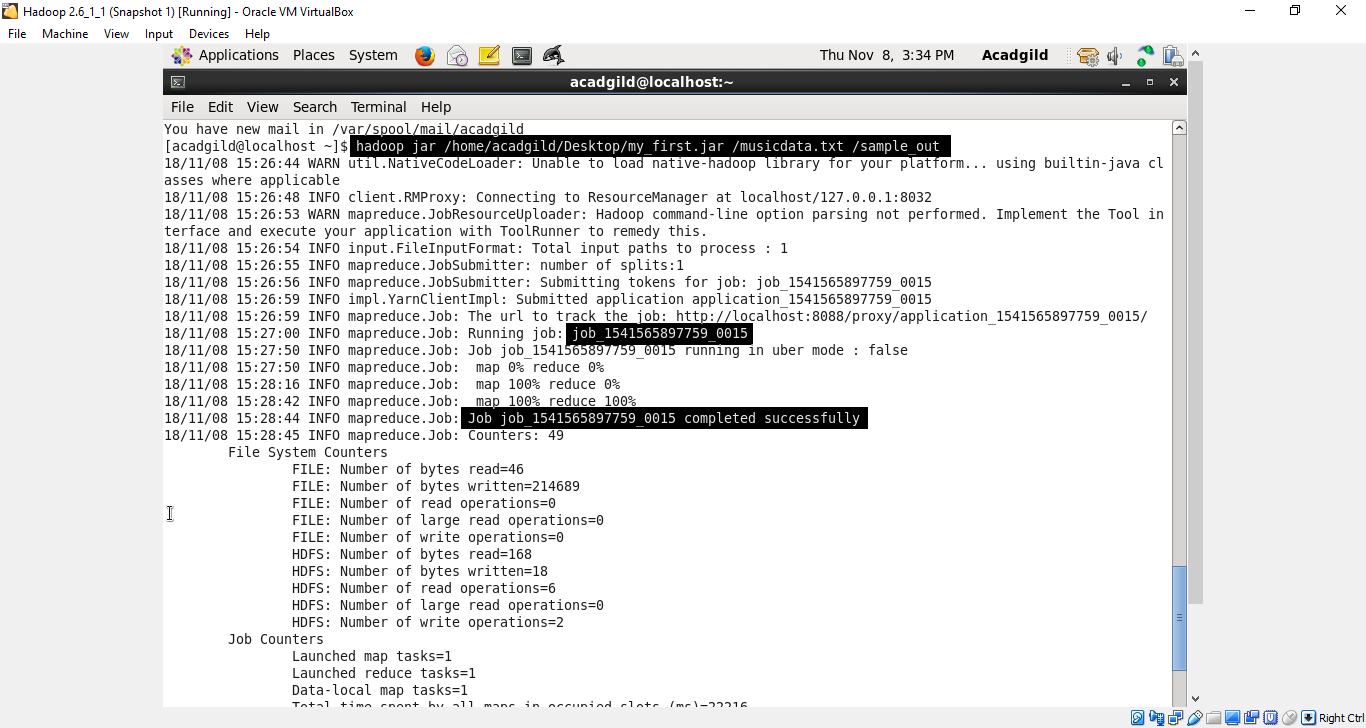 Hadoop 2.6_1_1 (Snapshot 1) [Running] - Oracle VM VirtualBox
File Machine View Input Devices Help
Applications Places System Thu Nov 8, 3:34 PM Acadgild
acadgild@localhost:~
File Edit View Search Terminal Help
You have new mail in /var/spool/mail/acadgild
[acadgild@localhost ~]$ hadoop jar /home/acadgild/Desktop/my_first.jar /musicdata.txt /sample_out
18/11/08 15:26:44 WARN util.NativeCodeLoader: Unable to load native-hadoop library for your platform... using builtin-java cl
asses where applicable
18/11/08 15:26:48 INFO client.RMProxy: Connecting to ResourceManager at localhost/127.0.0.1:8032
18/11/08 15:26:53 WARN mapreduce.JobResourceUploader: Hadoop command-line option parsing not performed. Implement the Tool in
terface and execute your application with ToolRunner to remedy this.
18/11/08 15:26:54 INFO input.FileInputFormat: Total input paths to process : 1
18/11/08 15:26:55 INFO mapreduce.JobSubmitter: number of splits:1
18/11/08 15:26:56 INFO mapreduce.JobSubmitter: Submitting tokens for job: job_1541565897759_0015
18/11/08 15:26:59 INFO impl.YarnClientImpl: Submitted application application_1541565897759_0015
18/11/08 15:26:59 INFO mapreduce.Job: The url to track the job: http://localhost:8088/proxy/application_1541565897759_0015/
18/11/08 15:27:00 INFO mapreduce.Job: Running job: job_1541565897759_0015
18/11/08 15:27:50 INFO mapreduce.Job: Job job_1541565897759_0015 running in uber mode : false
18/11/08 15:27:50 INFO mapreduce.Job:  map 0% reduce 0%
18/11/08 15:28:16 INFO mapreduce.Job:  map 100% reduce 0%
18/11/08 15:28:42 INFO mapreduce.Job:  map 100% reduce 100%
18/11/08 15:28:44 INFO mapreduce.Job: Job job_1541565897759_0015 completed successfully
18/11/08 15:28:45 INFO mapreduce.Job: Counters: 49
File System Counters
FILE: Number of bytes read=46
FILE: Number of bytes written=214689
FILE: Number of read operations=0
FILE: Number of large read operations=0
FILE: Number of write operations=0
HDFS: Number of bytes read=168
HDFS: Number of bytes written=18
HDFS: Number of read operations=6
HDFS: Number of large read operations=0
HDFS: Number of write operations=2
Job Counters
Launched map tasks=1
Launched reduce tasks=1
Data-local map tasks=1
Total time spent by all maps in occupied slots (ms)=22216
Right Ctrl